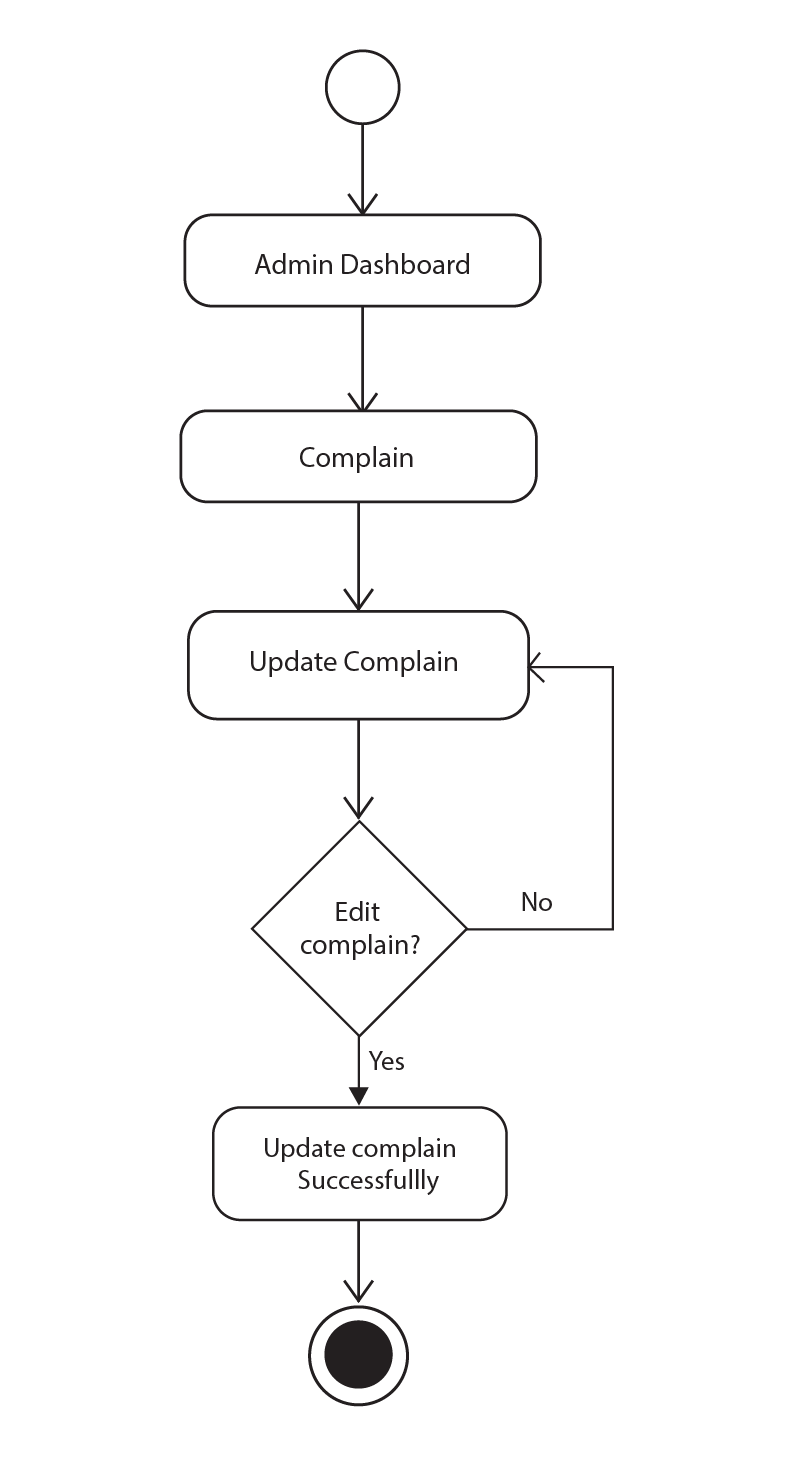 Admin Dashboard
Complain
Update Complain
Edit
complain?
No
Yes
Update complain
Successfullly